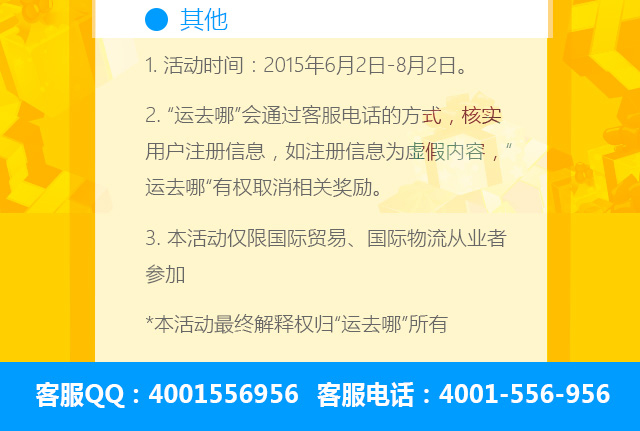 其他
1. 活动时间：2015年6月2日-8月2日。
2. “运去哪”会通过客服电话的方式，核实
用户注册信息，如注册信息为虚假内容，“
运去哪“有权取消相关奖励。
3. 本活动仅限国际贸易、国际物流从业者
参加
*本活动最终解释权归“运去哪”所有
客服QQ：4001556956 客服电话：4001-556-956